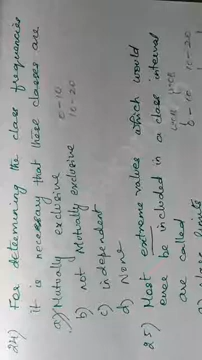 24) For determining the class frequencies
it is necessary that these classes are
a) Mutually exclusive 0-10
b) not Mutually exclusive 10-20
c) independent
d) None
25) Most extreme values which would
ever be included in a class interval
are called 0-10 10-20